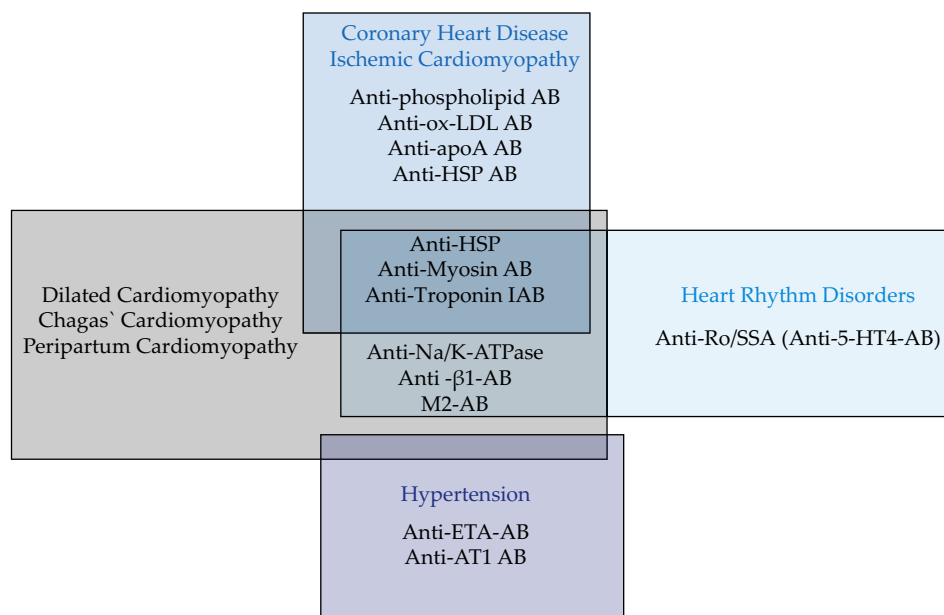 Coronary Heart Disease
Ischemic Cardiomyopathy
Anti-phospholipid AB
Anti-ox-LDL AB
Anti-apoA AB
Anti-HSP AB
Anti-HSP
Anti-Myosin AB
Anti-Troponin IAB
Dilated Cardiomyopathy
Chagas` Cardiomyopathy
Peripartum Cardiomyopathy
Anti-Na/K-ATPase
Anti -β1-AB
M2-AB
Heart Rhythm Disorders
Anti-Ro/SSA (Anti-5-HT4-AB)
Hypertension
Anti-ETA-AB
Anti-AT1 AB